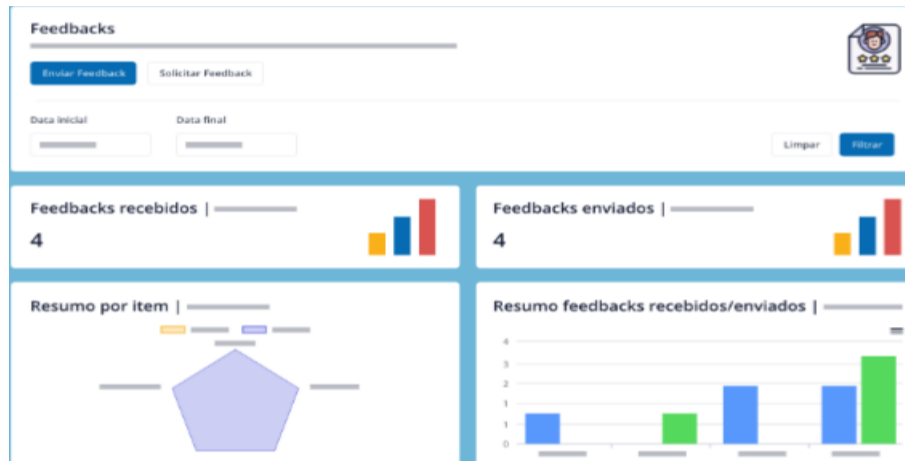 Feedbacks
Enviar Feedback
Solicitar Feedback
Data inicial
Data final
Limpar
Filtrar
Feedbacks recebidos |
4
Feedbacks enviados |
4
Resumo por item |
Resumo feedbacks recebidos/enviados |
4
3
2
1
1
0